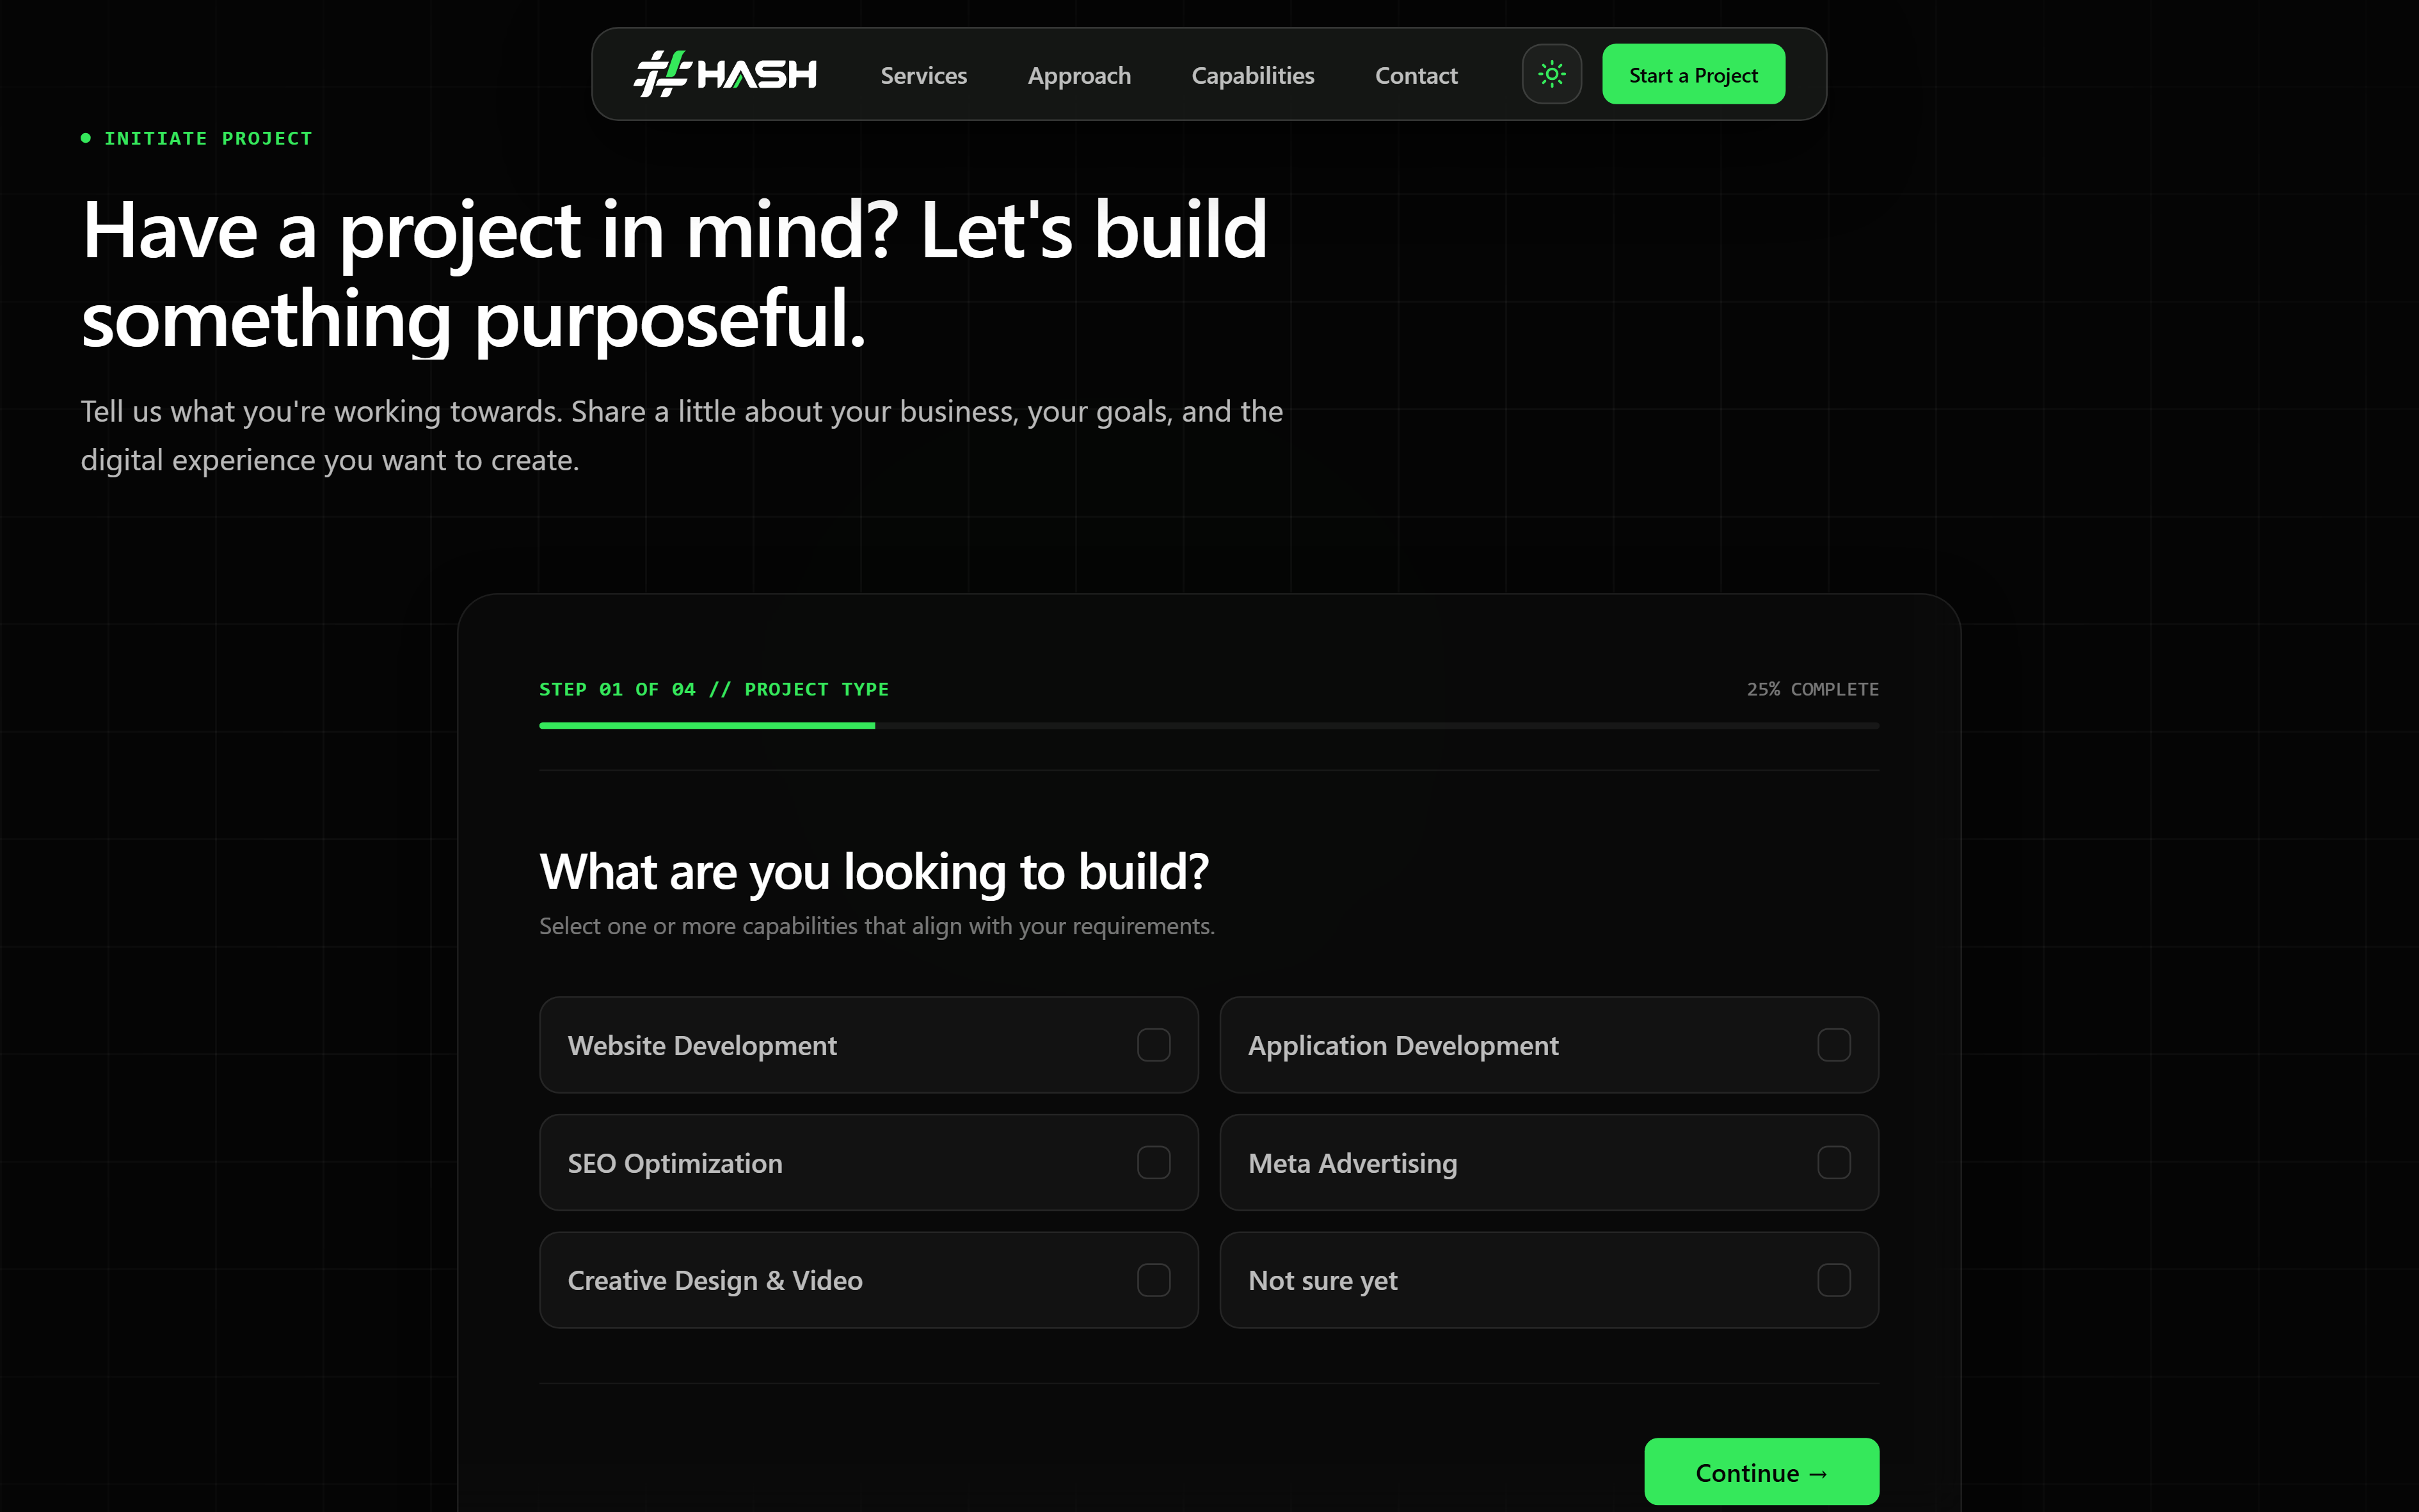 HASH
Services
Approach
Capabilities
Contact
Start a Project
INITIATE PROJECT
Have a project in mind? Let's build
something purposeful.
Tell us what you're working towards. Share a little about your business, your goals, and the
digital experience you want to create.
STEP 01 OF 04 // PROJECT TYPE
25% COMPLETE
What are you looking to build?
Select one or more capabilities that align with your requirements.
Website Development
Application Development
SEO Optimization
Meta Advertising
Creative Design & Video
Not sure yet
Continue →